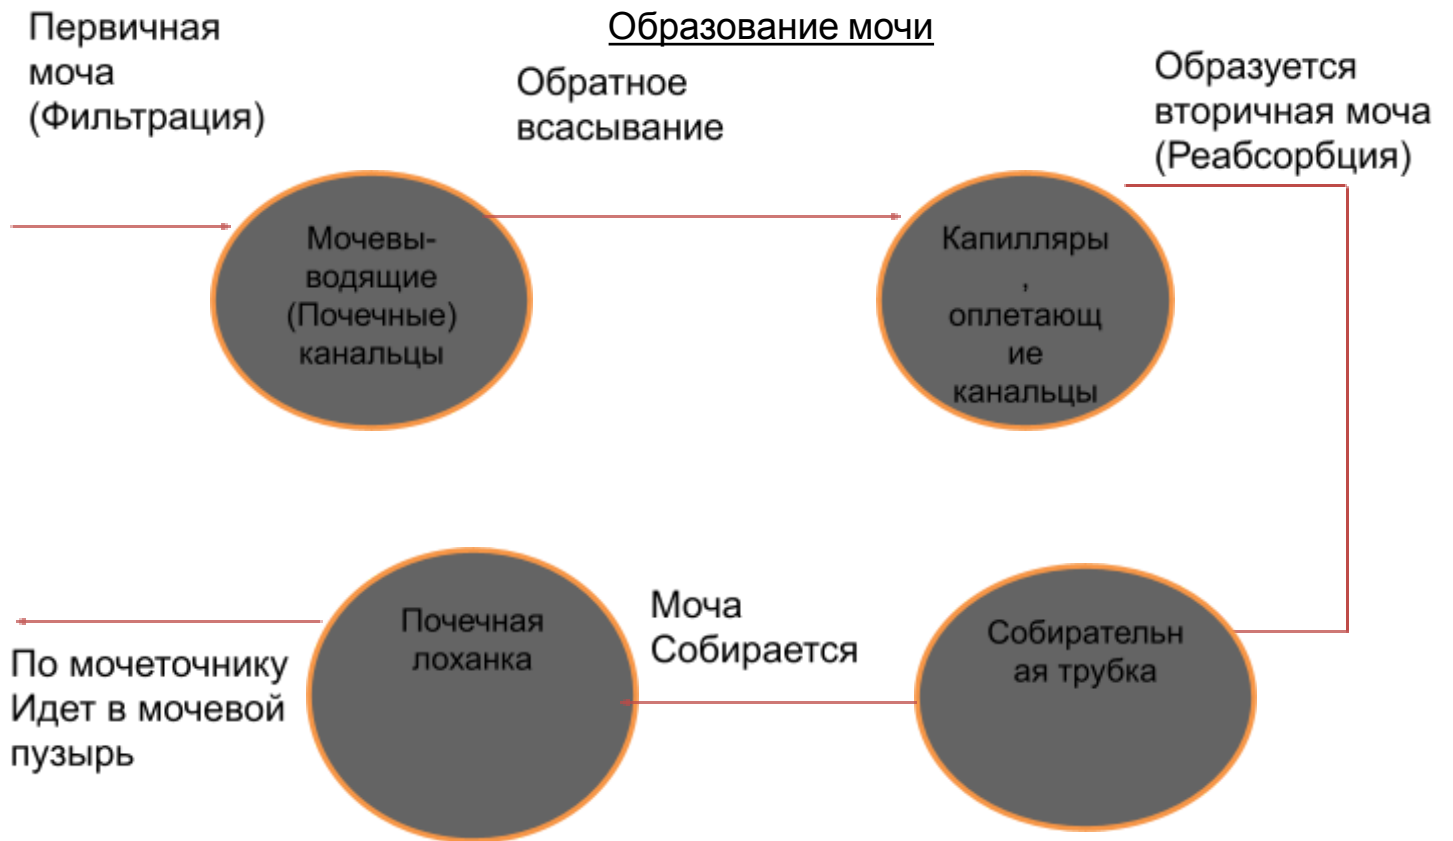 Образование мочи
Первичная
моча
(Фильтрация)
Обратное
всасывание
Образуется
вторичная моча
(Реабсорбция)
Мочевы-
водящие
(Почечные)
канальцы
Капилляры
,
оплетающ
ие
канальцы
Почечная
лоханка
Моча
Собирается
Собирательн
ая трубка
По мочеточнику
Идет в мочевой
пузырь